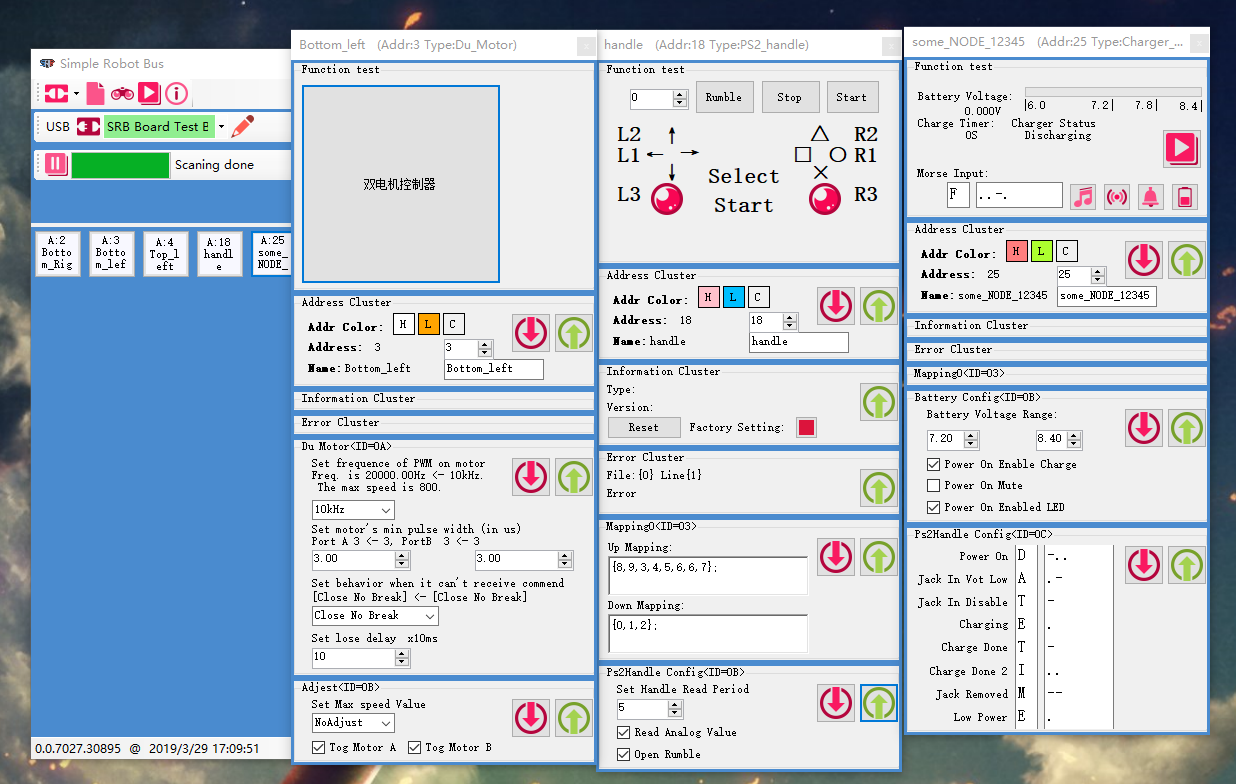 Simple Robot Bus
USB
SRB Board Test B
Scaning done
A:2
Botto
m_Rig
A:3
Botto
m_lef
A:4
Top_l
eft
A:18
handl
e
A:25
some_
NODE_
0.0.7027.30895 @ 2019/3/29 17:09:51
Bottom_left (Addr:3 Type:Du_Motor)
x
Function test
双电机控制器
Address Cluster
Addr Color: H L C
Address: 3
3
Name: Bottom_left
Bottom_left
Information Cluster
Error Cluster
Du Motor<ID=0A>
Set frequence of PWM on motor
Freq. is 20000.00Hz <- 10kHz.
The max speed is 800.
10kHz
Set motor's min pulse width (in us)
Port A 3 <- 3, PortB 3 <- 3
3.00
3.00
Set behavior when it can't receive commend
[Close No Break] <- [Close No Break]
Close No Break
Set lose delay x10ms
10
Adjust<ID=0B>
Set Max speed Value
NoAdjust
Tog Motor A
Tog Motor B
handle (Addr:18 Type:PS2_handle)
x
Function test
0
Rumble
Stop
Start
L2
R2
L1
R1
Select
L3
R3
Start
Address Cluster
Addr Color: H L C
Address: 18
18
Name: handle
handle
Information Cluster
Type:
Version:
Reset
Factory Setting:
Error Cluster
File:{0} Line{1}
Error
Mapping0<ID=03>
Up Mapping:
{8,9,3,4,5,6,6,7};
Down Mapping:
{0,1,2};
Ps2Handle Config<ID=0B>
Set Handle Read Period
5
Read Analog Value
Open Rumble
some_NODE_12345 (Addr:25 Type:Charger_...
x
Function test
Battery Voltage:
0.000V
|6.0 7.2| 7.8| 8.4|
Charge Timer:
0S
Charger Status
Discharging
Morse Input:
F
..-.
Address Cluster
Addr Color: H L C
Address: 25
25
Name: some_NODE_12345
some_NODE_12345
Information Cluster
Error Cluster
Mapping0<ID=03>
Battery Config<ID=0B>
Battery Voltage Range:
7.20
8.40
Power On Enable Charge
Power On Mute
Power On Enabled LED
Ps2Handle Config<ID=0C>
Power On D -..
Jack In Vot Low A .-
Jack In Disable T -
Charging E .
Charge Done T -
Charge Done 2 I ..
Jack Removed M --
Low Power E .